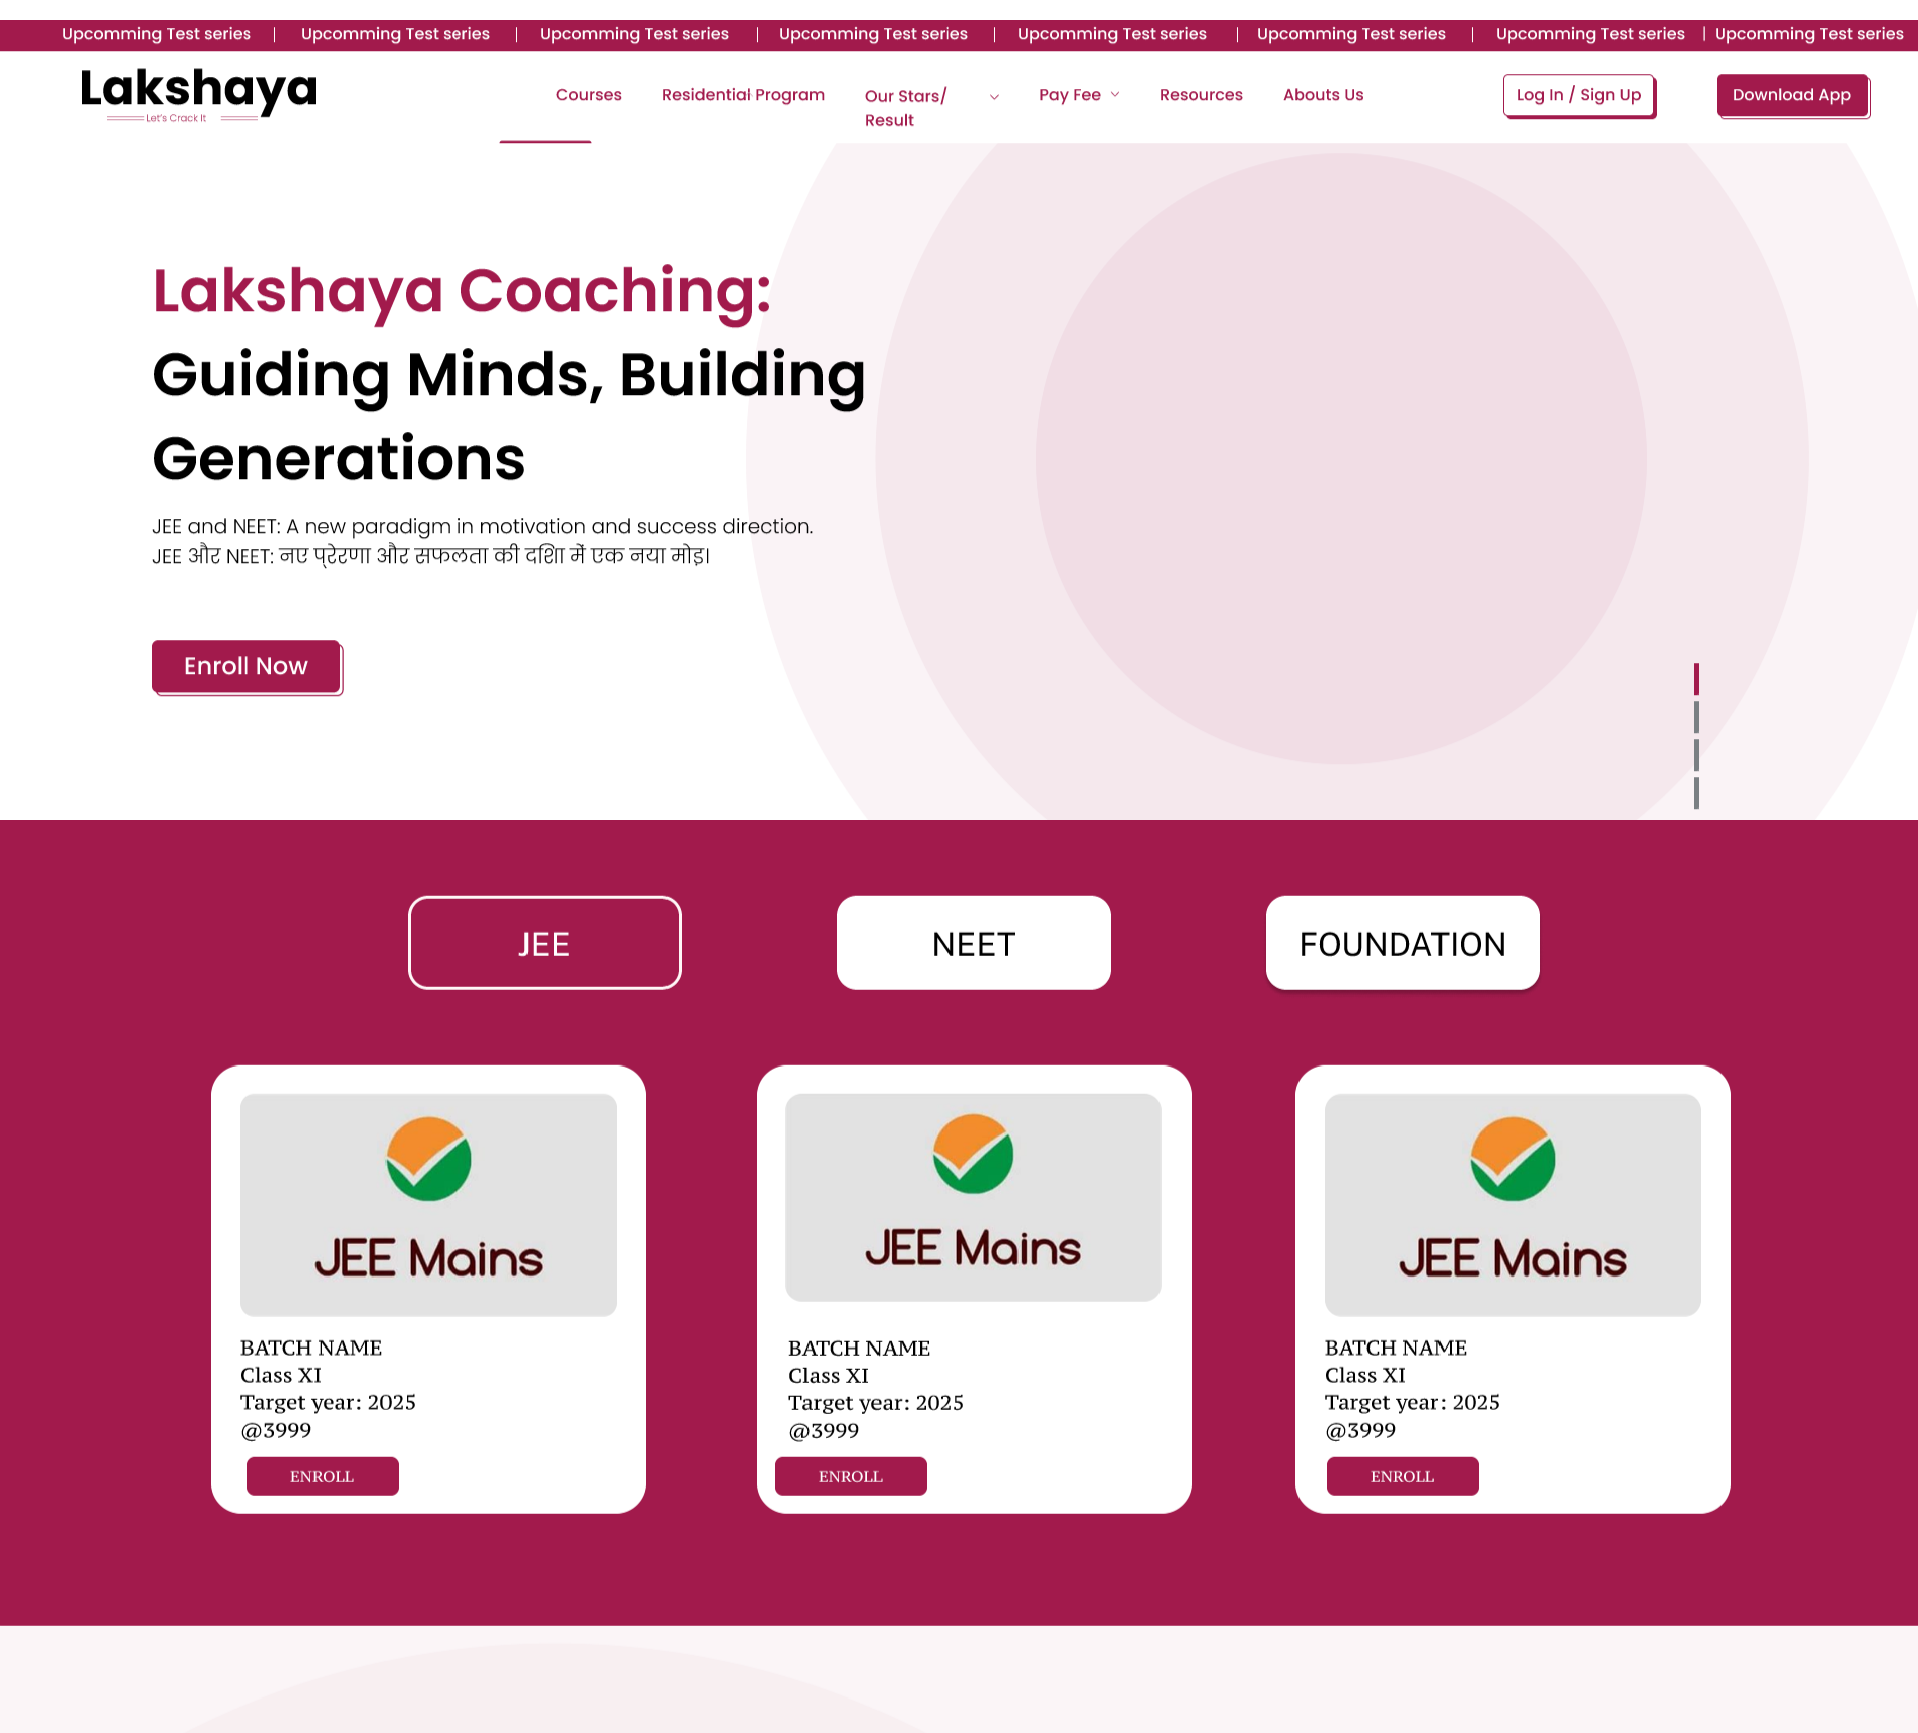 Upcomming Test series | Upcomming Test series | Upcomming Test series | Upcomming Test series | Upcomming Test series | Upcomming Test series | Upcomming Test series | Upcomming Test series
Lakshaya
Let's Crack It
Courses Residential Program Our Stars/ Pay Fee Resources Abouts Us Log In / Sign Up Download App
Result
Lakshaya Coaching:
Guiding Minds, Building
Generations
JEE and NEET: A new paradigm in motivation and success direction.
JEE और NEET: नए प्रेरणा और सफलता की दिशा में एक नया मोड़।
Enroll Now
JEE NEET FOUNDATION
JEE Mains
BATCH NAME
Class XI
Target year: 2025
@3999
ENROLL
JEE Mains
BATCH NAME
Class XI
Target year: 2025
@3999
ENROLL
JEE Mains
BATCH NAME
Class XI
Target year: 2025
@3999
ENROLL